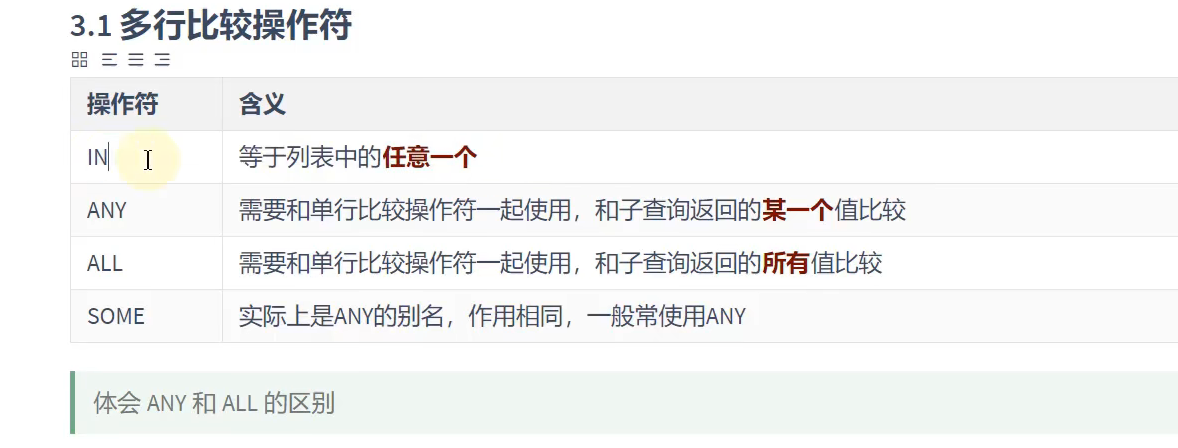 3.1 多行比较操作符
操作符 含义
IN 等于列表中的任意一个
ANY 需要和单行比较操作符一起使用，和子查询返回的某一个值比较
ALL 需要和单行比较操作符一起使用，和子查询返回的所有值比较
SOME 实际上是ANY的别名，作用相同，一般常使用ANY
体会 ANY 和 ALL 的区别